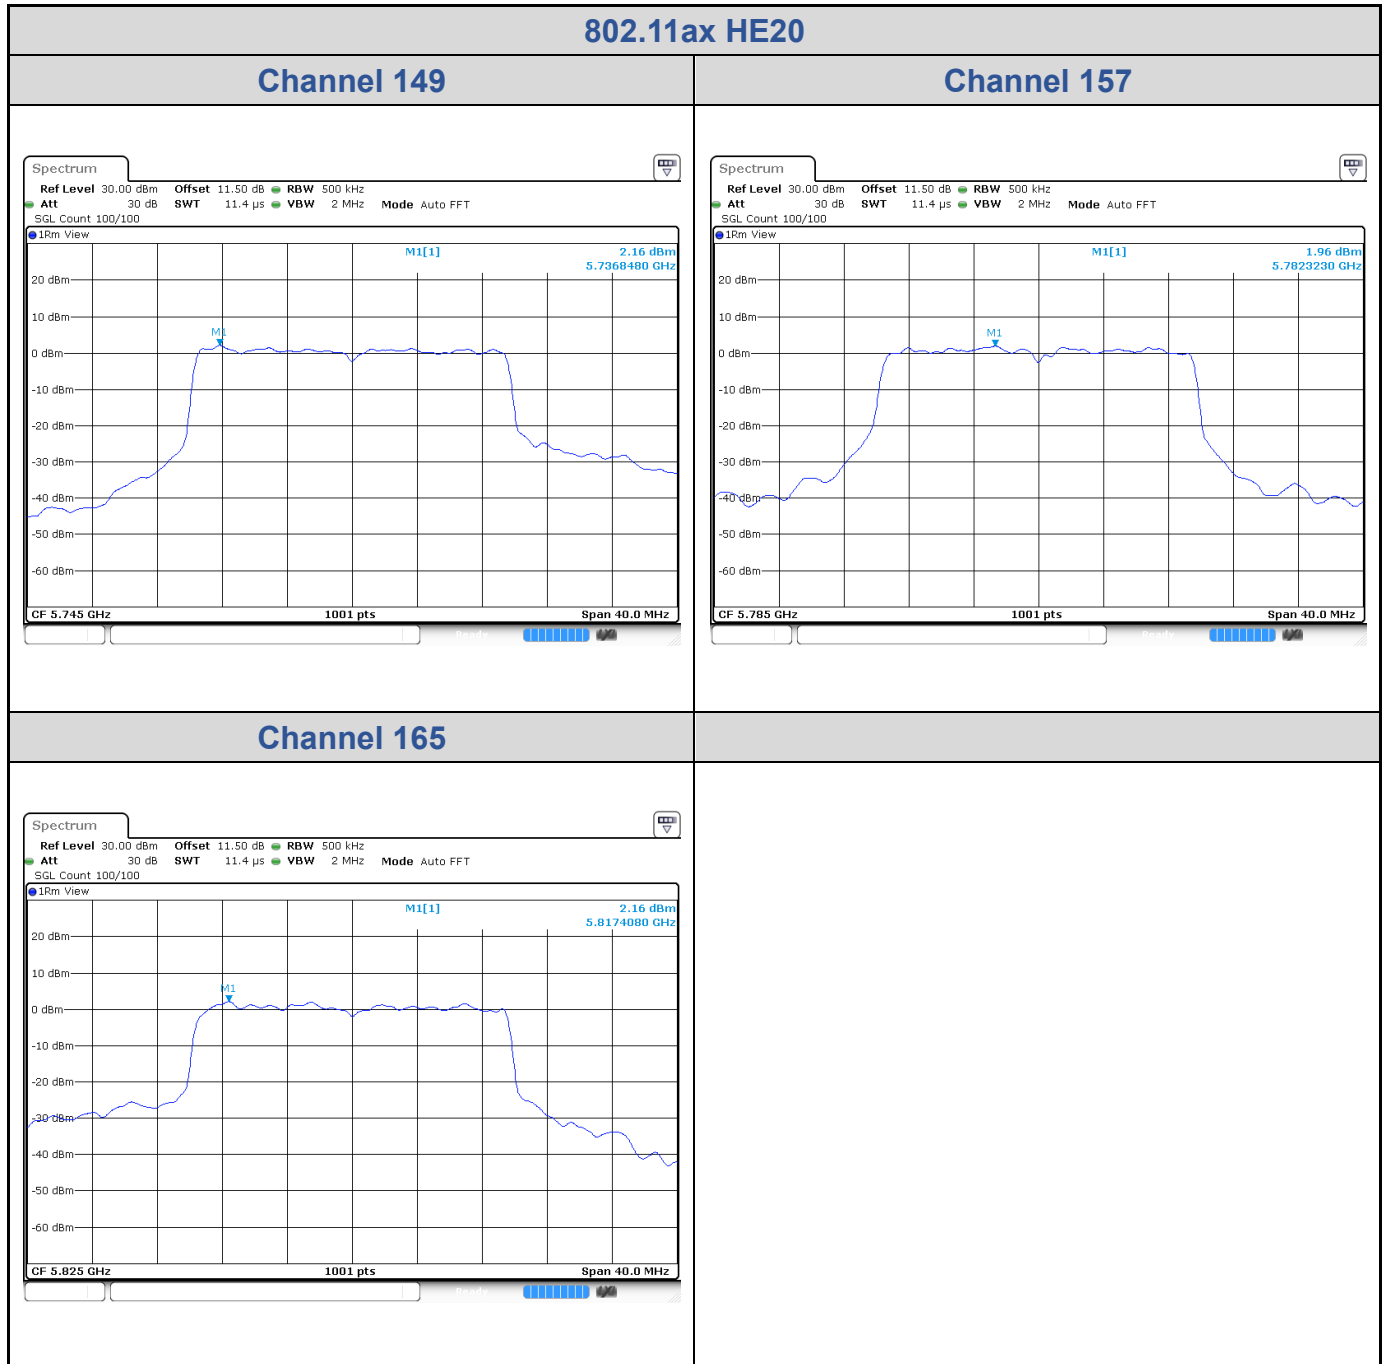 802.11ax HE20
Channel 149
Spectrum
Ref Level 30.00 dBm Offset 11.50 dB RBW 500 kHz
Att 30 dB SWT 11.4 µs VBW 2 MHz Mode Auto FFT
SGL Count 100/100
1Rm View
M1[1] 2.16 dBm
5.7368480 GHz
M1
20 dBm
10 dBm
0 dBm
-10 dBm
-20 dBm
-30 dBm
-40 dBm
-50 dBm
-60 dBm
CF 5.745 GHz 1001 pts Span 40.0 MHz
Ready
Channel 157
Spectrum
Ref Level 30.00 dBm Offset 11.50 dB RBW 500 kHz
Att 30 dB SWT 11.4 µs VBW 2 MHz Mode Auto FFT
SGL Count 100/100
1Rm View
M1[1] 1.96 dBm
5.7823230 GHz
M1
20 dBm
10 dBm
0 dBm
-10 dBm
-20 dBm
-30 dBm
-40 dBm
-50 dBm
-60 dBm
CF 5.785 GHz 1001 pts Span 40.0 MHz
Ready
Channel 165
Spectrum
Ref Level 30.00 dBm Offset 11.50 dB RBW 500 kHz
Att 30 dB SWT 11.4 µs VBW 2 MHz Mode Auto FFT
SGL Count 100/100
1Rm View
M1[1] 2.16 dBm
5.8174080 GHz
M1
20 dBm
10 dBm
0 dBm
-10 dBm
-20 dBm
-30 dBm
-40 dBm
-50 dBm
-60 dBm
CF 5.825 GHz 1001 pts Span 40.0 MHz
Ready